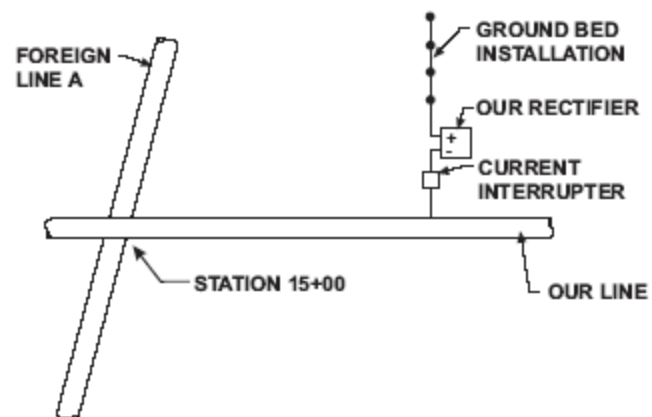 FOREIGN
LINE A
GROUND BED
INSTALLATION
OUR RECTIFIER
+
-
CURRENT
INTERRUPTER
STATION 15+00
OUR LINE